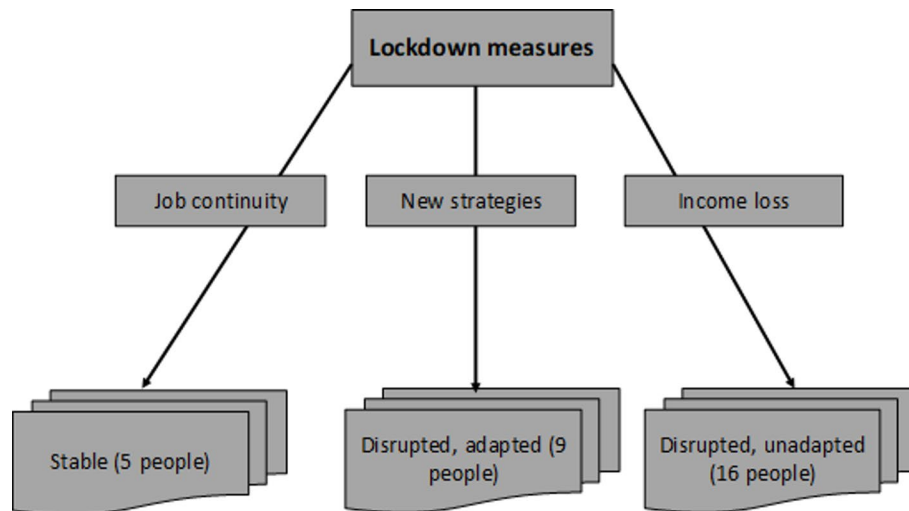 Lockdown measures
Job continuity
New strategies
Income loss
Stable (5 people)
Disrupted, adapted (9
people)
Disrupted, unadapted
(16 people)